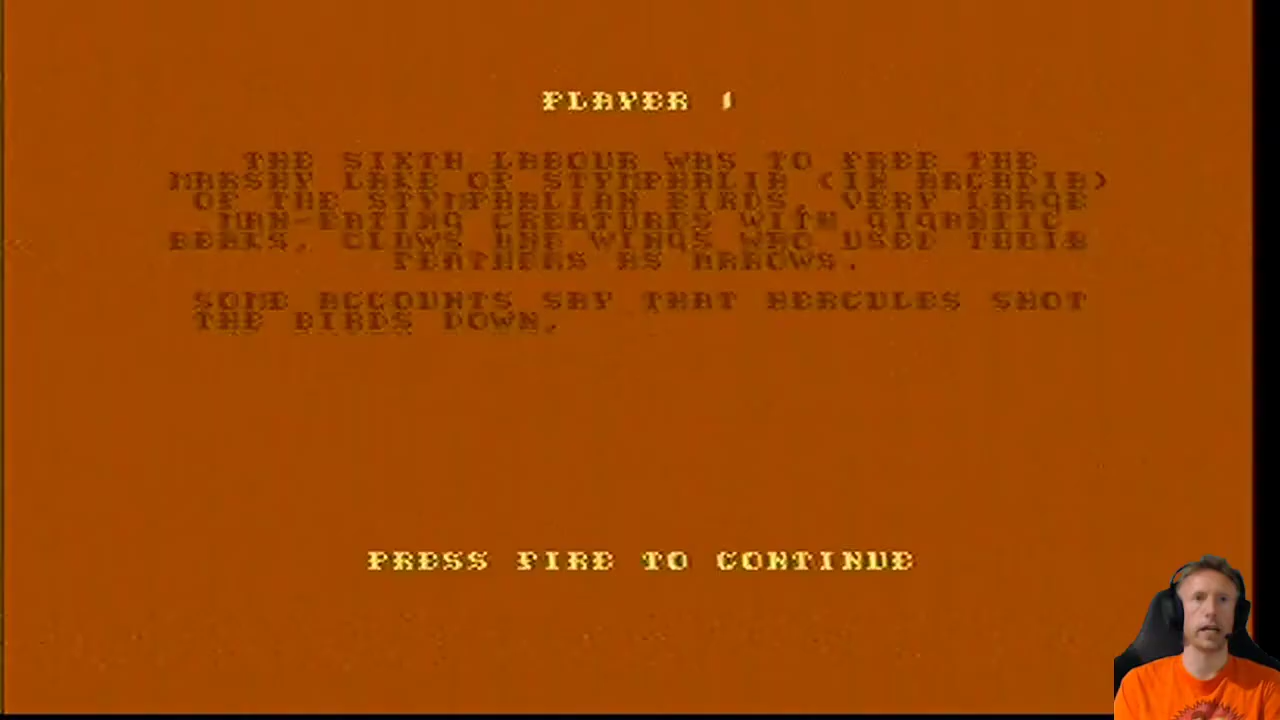 PLAYER 1
THE SIXTH LABOUR WAS TO FREE THE
MARSHY LAKE OF STYMPHALIA (IN ARCADIA)
OF THE STYMPHALIAN BIRDS, VERY LARGE
MAN-EATING CREATURES WITH GIGANTIC
BEAKS, CLAWS AND WINGS WHO USED THEIR
FEATHERS AS ARROWS.
SOME ACCOUNTS SAY THAT HERCULES SHOT
THE BIRDS DOWN.
PRESS FIRE TO CONTINUE